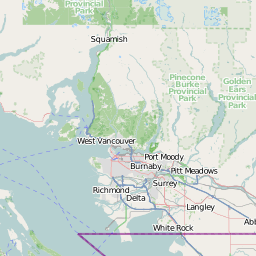 Provincial
Park
Squamish
Pinecone
Burke
Provincial
Park
Golden
Ears
Provincial
Park
West Vancouver
Port Moody
Burnaby
Pitt Meadows
Richmond
Surrey
Delta
Langley
White Rock
Abb